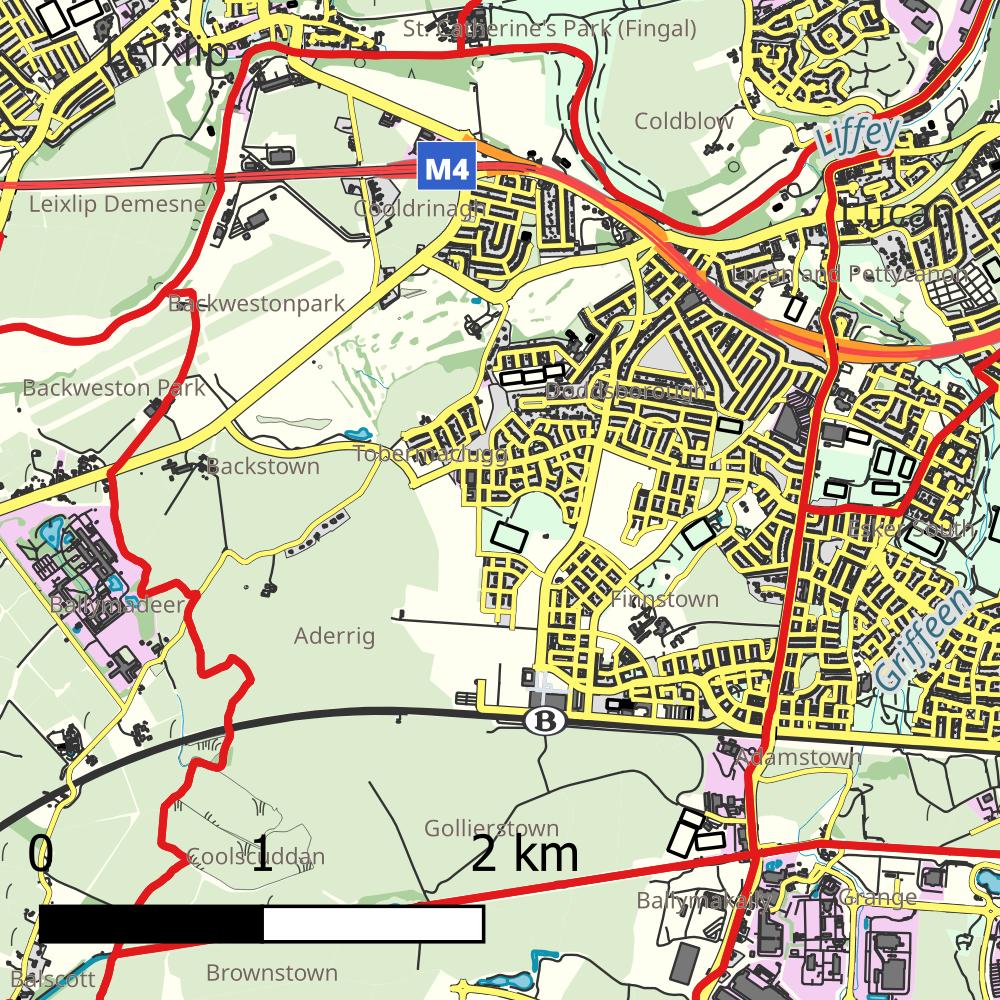 St. Catherine's Park (Fingal)
Leixlip
Coldblow
Liffey
M4
Leixlip Demesne
Cooldrinagh
Lucan
Lucan and Pettycanon
Backwestonpark
Backweston Park
Doddsborough
Tobermaclugg
Backstown
Esker South
Ballymadeer
Finnstown
Aderrig
Griffeen
B
Adamstown
Gollierstown
0 1 2 km
Coolscuddan
Ballymakaily
Grange
Balscott
Brownstown